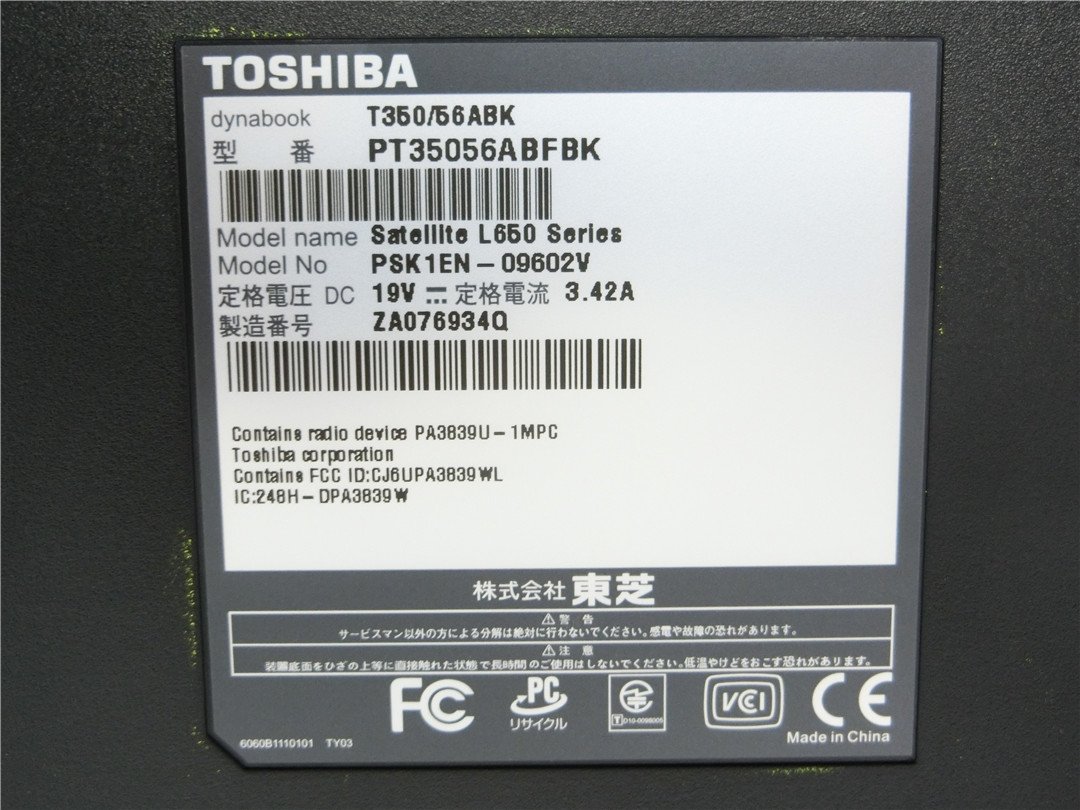 TOSHIBA
dynabook T350/56ABK
型 番 PT35056ABFBK
Model name Satellite L650 Series
Model No PSK1EN-09602V
定格電圧 DC 19V 定格電流 3.42A
製造番号 ZA076934Q
Contains radio device PA3839U-1MPC
Toshiba corporation
Contains FCC ID:CJ6UPA3839WL
IC:248H-DPA3839W
株式会社 東芝
⚠警 告
サービスマン以外の方による分解は絶対に行わないでください。感電や故障の恐れがあります。
⚠注 意
装置底面をひざの上等に直接触れた状態で長時間のご使用はしないでください。低温やけどをおこす恐れがあります。
FC PC VCCI CE
リサイクル
T D10-0098005
Made in China
6060B1110101 TY03